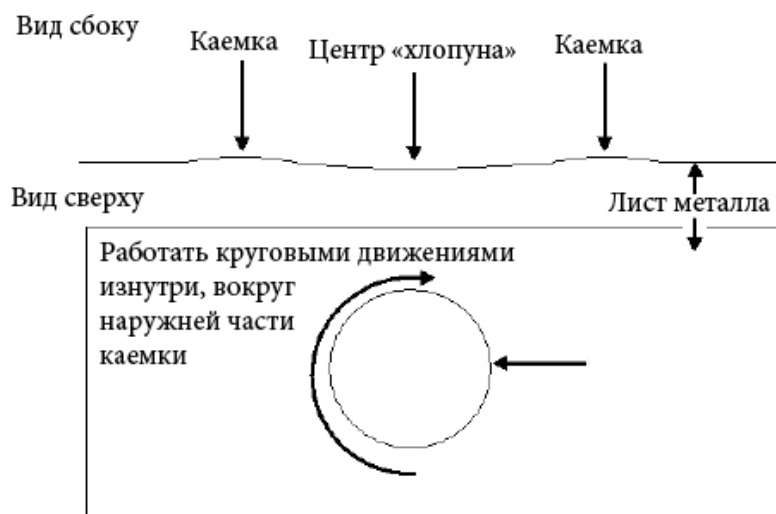 Вид сбоку
Каемка
Центр «хлопуна»
Каемка
Вид сверху
Лист металла
Работать круговыми движениями
изнутри, вокруг
наружней части
каемки